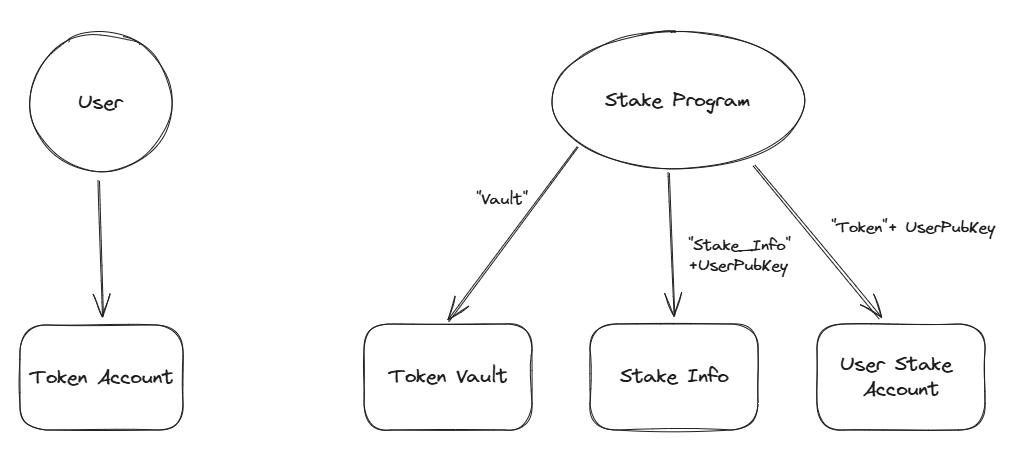 User
Stake Program
"Vault"
"Stake_Info"
+UserPubKey
"Token"+ UserPubKey
Token Account
Token Vault
Stake Info
User Stake
Account